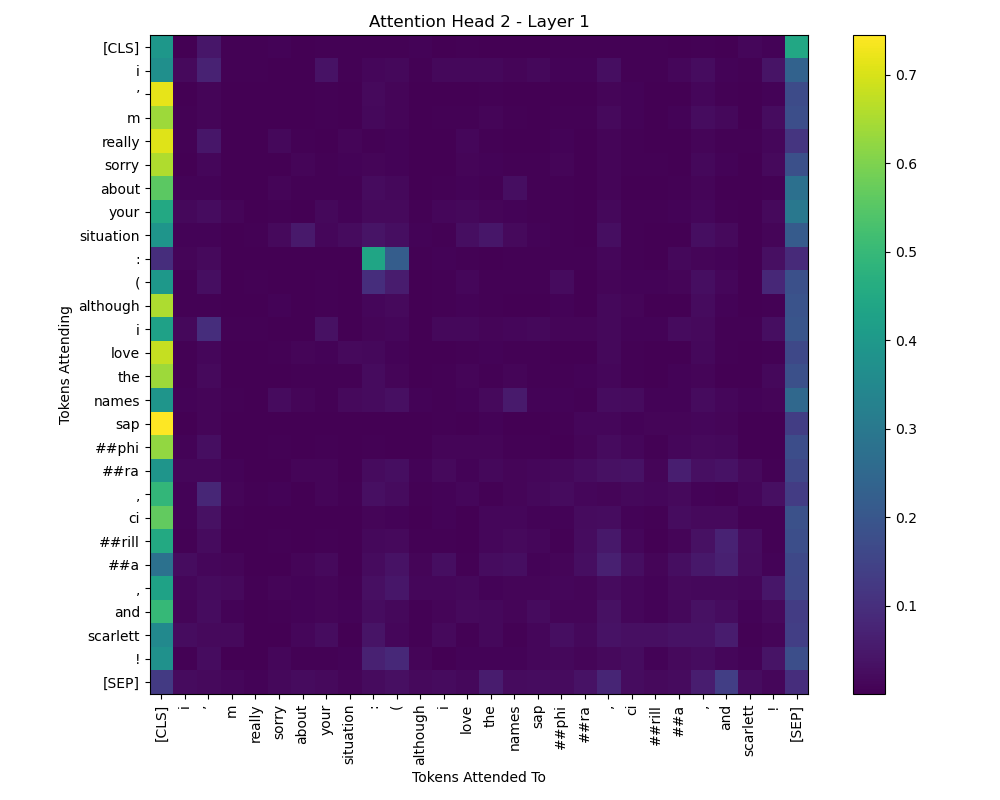 Attention Head 2 - Layer 1
Tokens Attending
[CLS]
i
’
m
really
sorry
about
your
situation
:
(
although
i
love
the
names
sap
##phi
##ra
,
ci
##rill
##a
,
and
scarlett
!
[SEP]
[CLS]
i
’
m
really
sorry
about
your
situation
:
(
although
i
love
the
names
sap
##phi
##ra
,
ci
##rill
##a
,
and
scarlett
!
[SEP]
Tokens Attended To
0.7
0.6
0.5
0.4
0.3
0.2
0.1